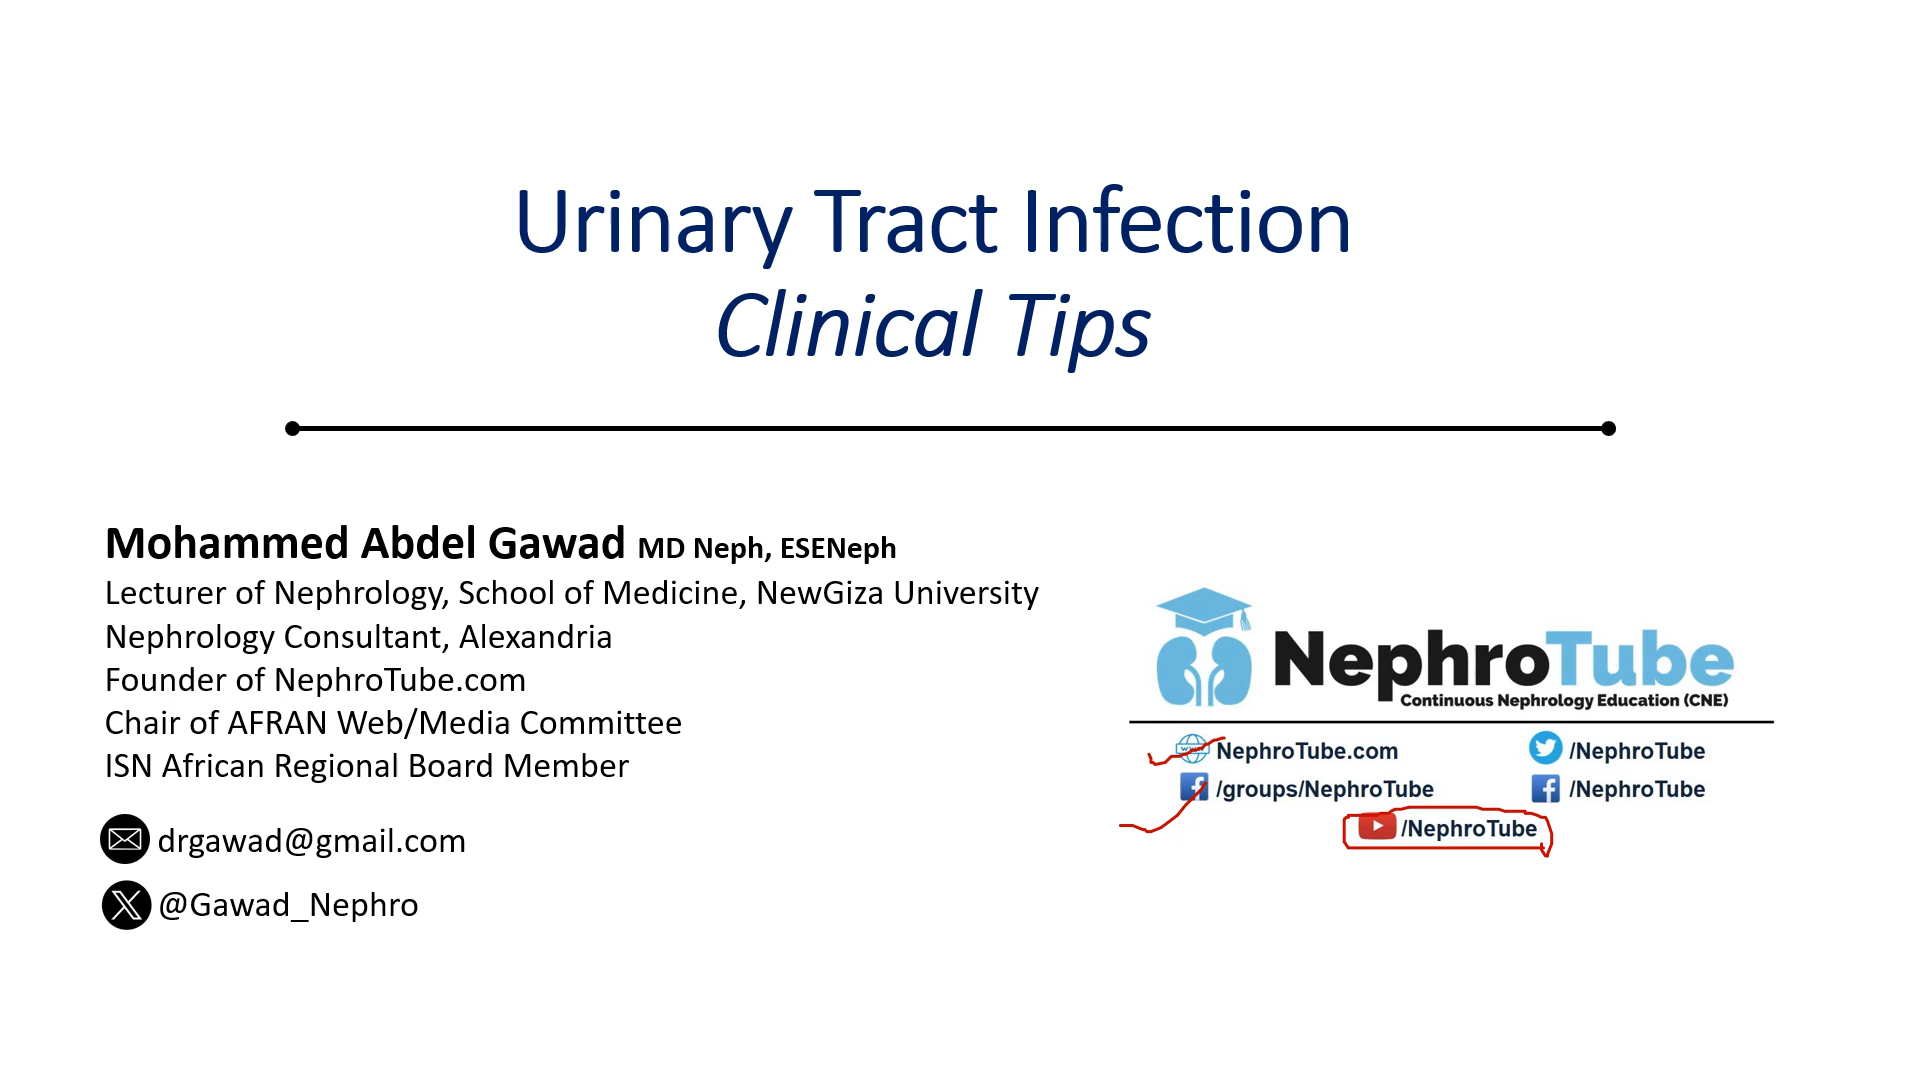 Urinary Tract Infection
Clinical Tips
Mohammed Abdel Gawad MD Neph, ESENeph
Lecturer of Nephrology, School of Medicine, NewGiza University
Nephrology Consultant, Alexandria
Founder of NephroTube.com
Chair of AFRAN Web/Media Committee
ISN African Regional Board Member
drgawad@gmail.com
@Gawad_Nephro
NephroTube
Continuous Nephrology Education (CNE)
www NephroTube.com
/NephroTube
/groups/NephroTube
/NephroTube
/NephroTube